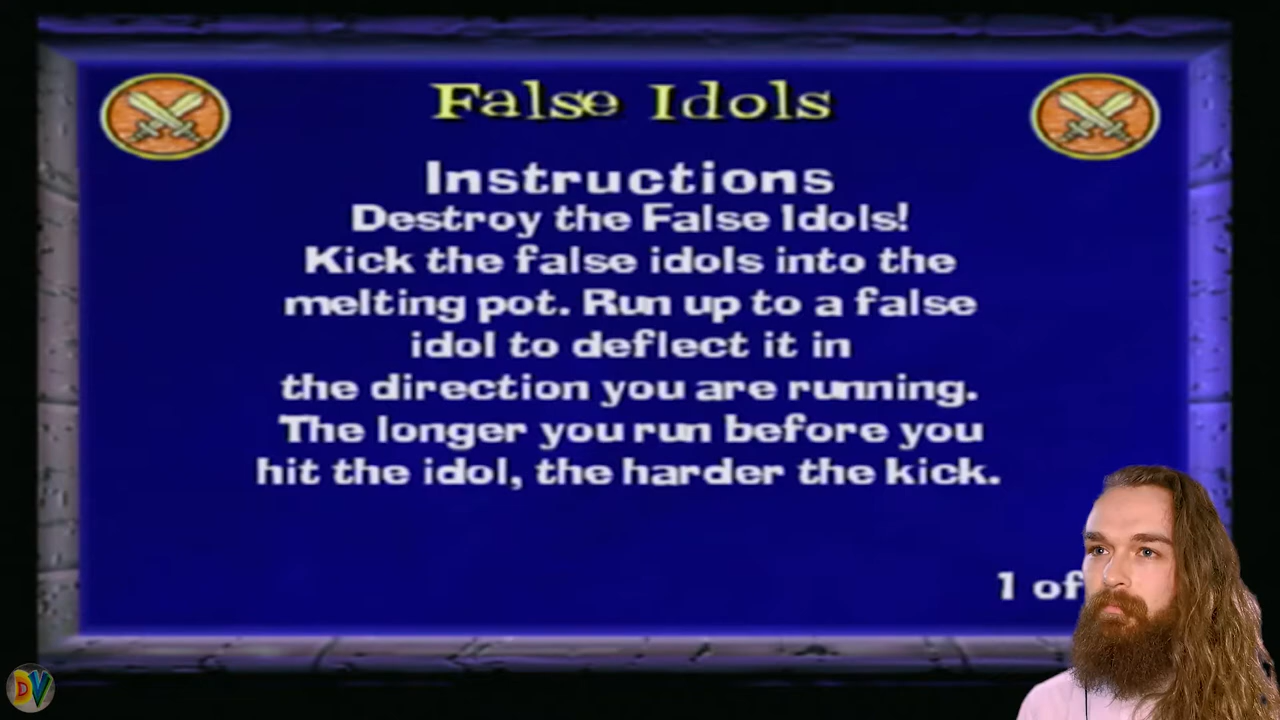 False Idols
Instructions
Destroy the False Idols!
Kick the false idols into the
melting pot. Run up to a false
idol to deflect it in
the direction you are running.
The longer you run before you
hit the idol, the harder the kick.
1 of
DV